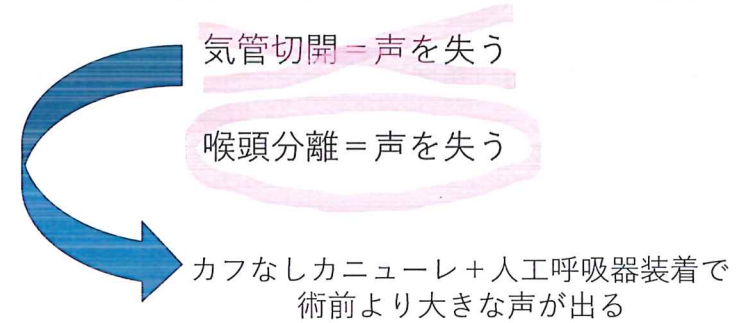 気管切開＝声を失う
喉頭分離＝声を失う
カフなしカニューレ＋人工呼吸器装着で
術前より大きな声が出る